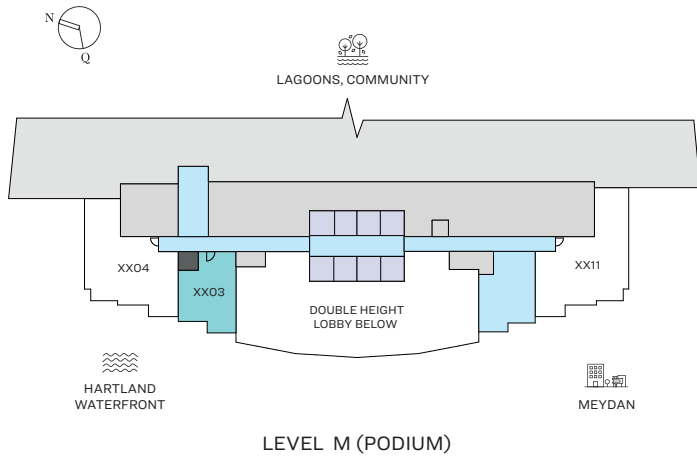 N
Q
LAGOONS, COMMUNITY
XX04
XX03
XX11
DOUBLE HEIGHT
LOBBY BELOW
HARTLAND
WATERFRONT
MEYDAN
LEVEL M (PODIUM)